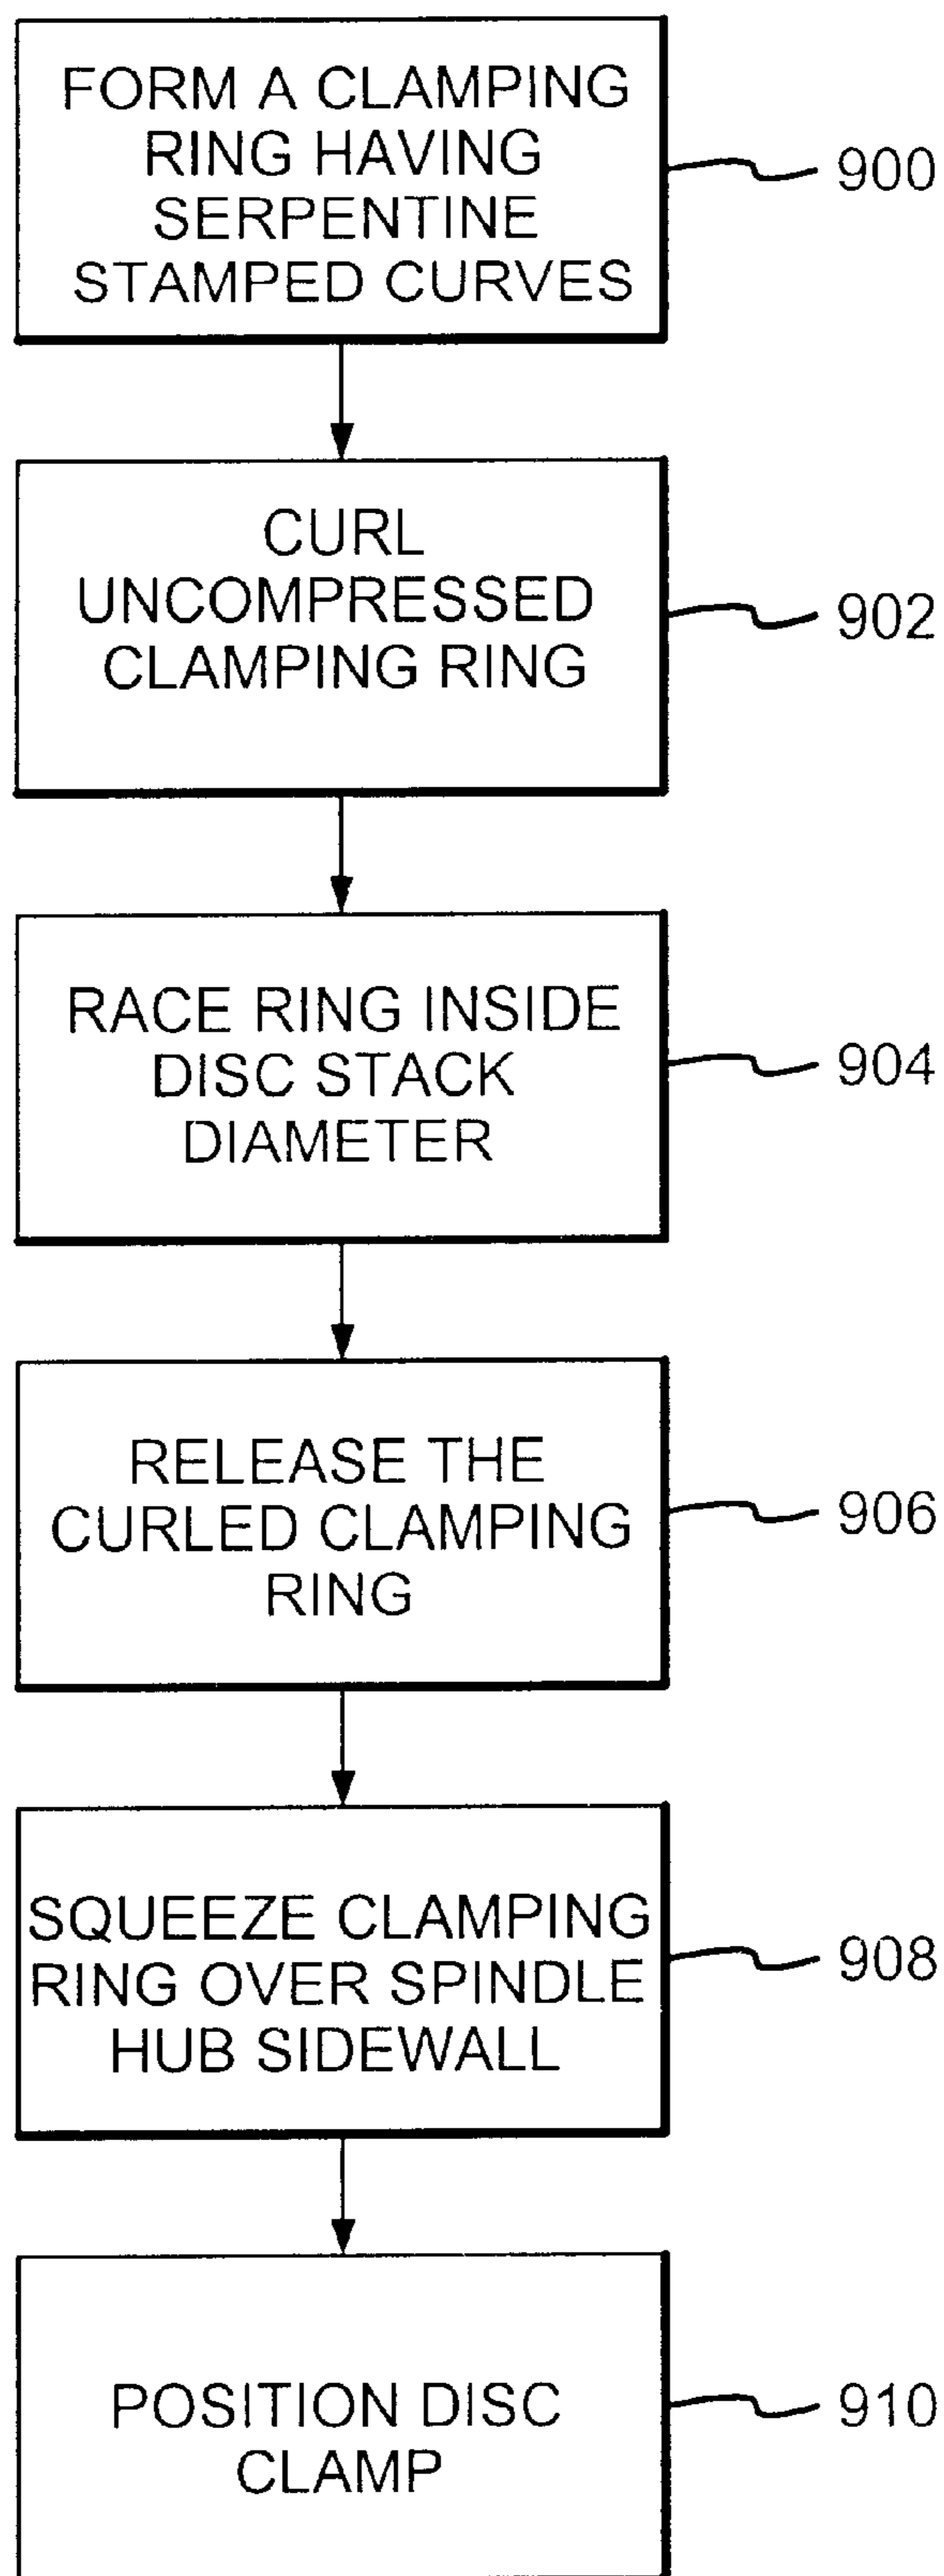 FORM A CLAMPING
RING HAVING
SERPENTINE
STAMPED CURVES
900
CURL
UNCOMPRESSED
CLAMPING RING
902
RACE RING INSIDE
DISC STACK
DIAMETER
904
RELEASE THE
CURLED CLAMPING
RING
906
SQUEEZE CLAMPING
RING OVER SPINDLE
HUB SIDEWALL
908
POSITION DISC
CLAMP
910